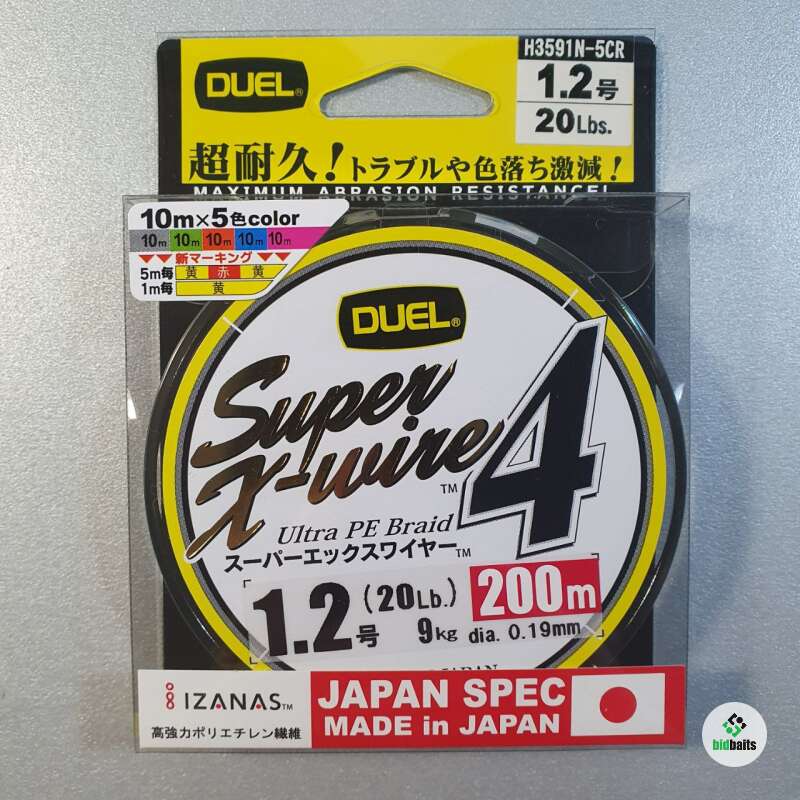 DUEL®
H3591N-5CR
1.2号
20Lbs.
超耐久!トラブルや色落ち激減!
MAXIMUM ABRASION RESISTANCE!
10m×5色color
10m 10m 10m 10m 10m
新マーキング
5m毎 黄 赤 黄
1m毎 黄
DUEL®
Super
X-wire 4
™
Ultra PE Braid
スーパーエックスワイヤー™
1.2号 (20Lb.) 200m
9kg dia. 0.19mm
JAPAN
IZANAS™
高強力ポリエチレン繊維
JAPAN SPEC
MADE in JAPAN
bidbaits